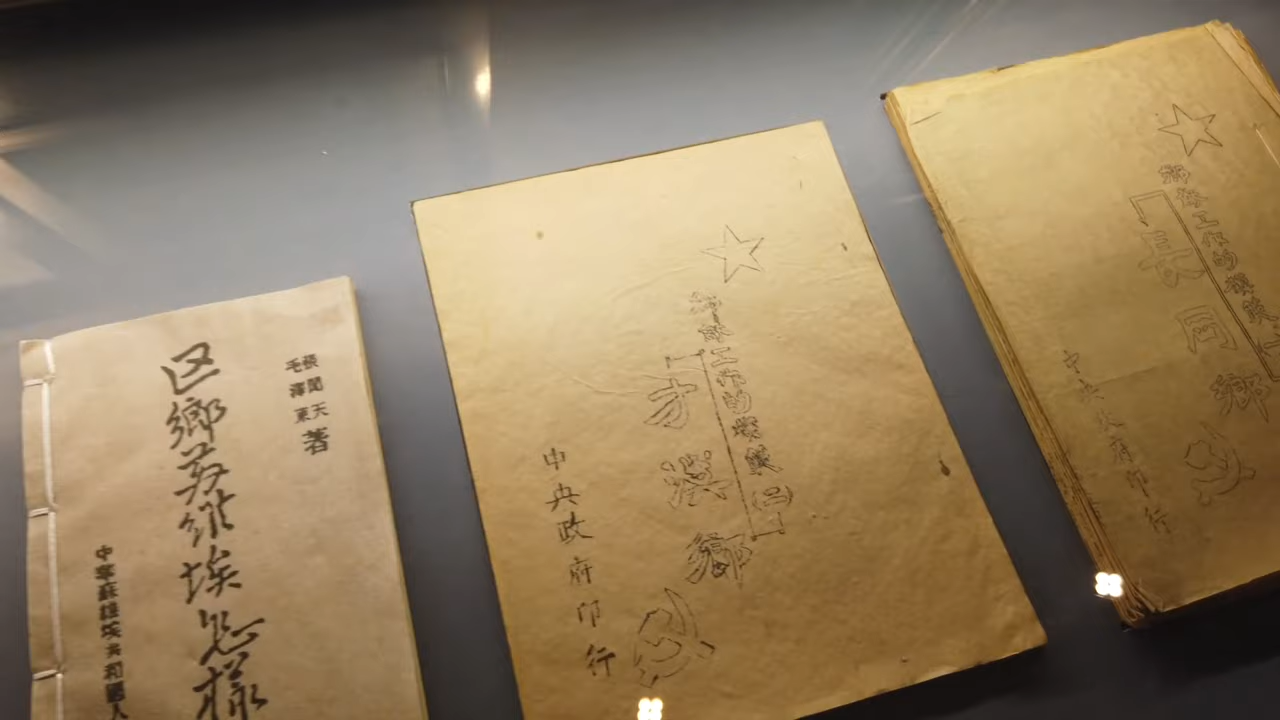 張聞天
毛澤東
著
区鄉苏維埃怎樣
中華蘇維埃共和國人
鄉蘇工作的模範(二)
才溪鄉
中央政府印行
鄉蘇工作的模範(一)
長岡鄉
中央政府印行